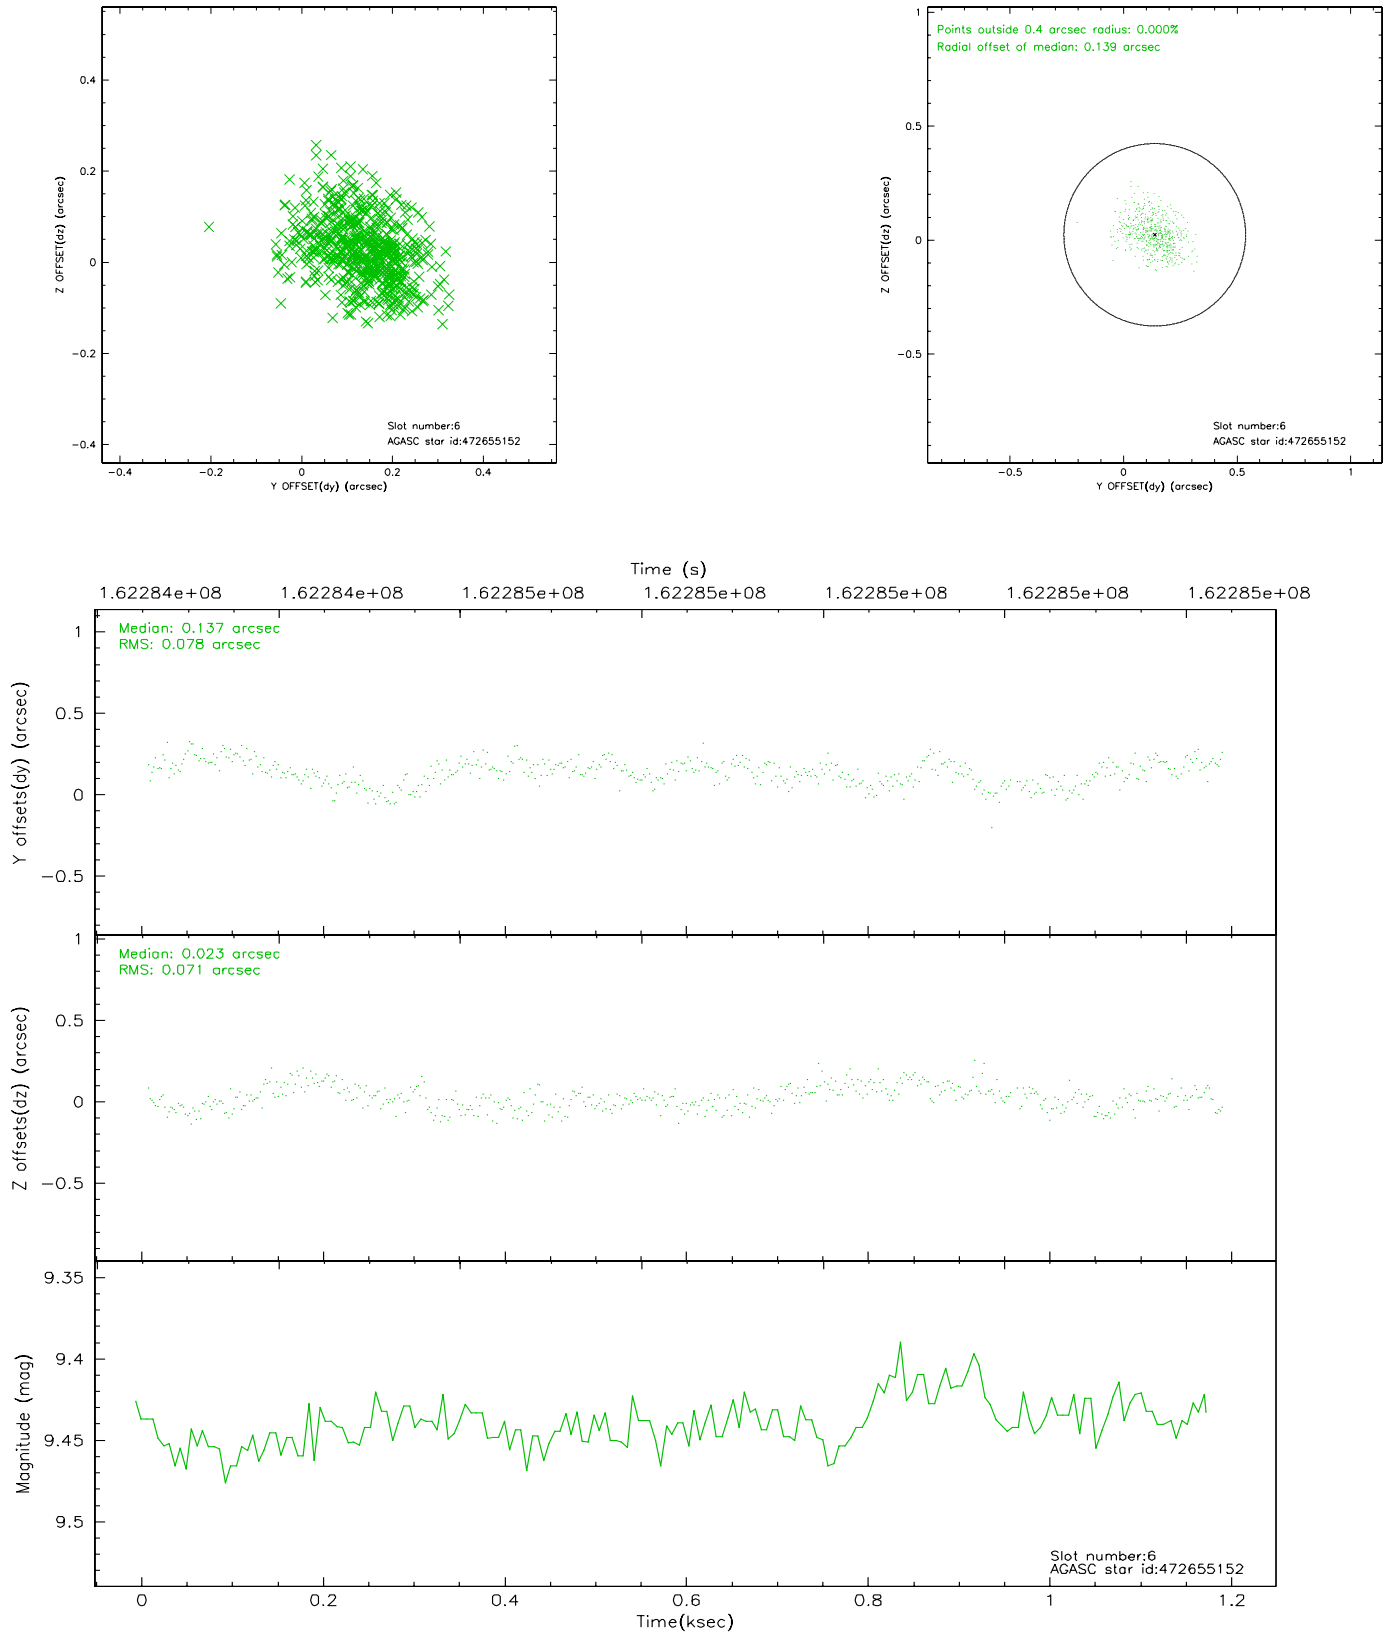 0.4
0.2
0
−0.2
−0.4
Z OFFSET(dz) (arcsec)
Slot number:6
AGASC star id:472655152
−0.4 −0.2 0 0.2 0.4
Y OFFSET(dy) (arcsec)
Points outside 0.4 arcsec radius: 0.000%
Radial offset of median: 0.139 arcsec
1
0.5
0
−0.5
Z OFFSET(dz) (arcsec)
Slot number:6
AGASC star id:472655152
−0.5 0 0.5 1
Y OFFSET(dy) (arcsec)
Time (s)
1.62284e+08 1.62284e+08 1.62285e+08 1.62285e+08 1.62285e+08 1.62285e+08 1.62285e+08
Median: 0.137 arcsec
RMS: 0.078 arcsec
1
0.5
0
−0.5
Y offsets(dy) (arcsec)
Median: 0.023 arcsec
RMS: 0.071 arcsec
1
0.5
0
−0.5
Z offsets(dz) (arcsec)
9.35
9.4
9.45
9.5
Magnitude (mag)
Slot number:6
AGASC star id:472655152
0 0.2 0.4 0.6 0.8 1 1.2
Time(ksec)